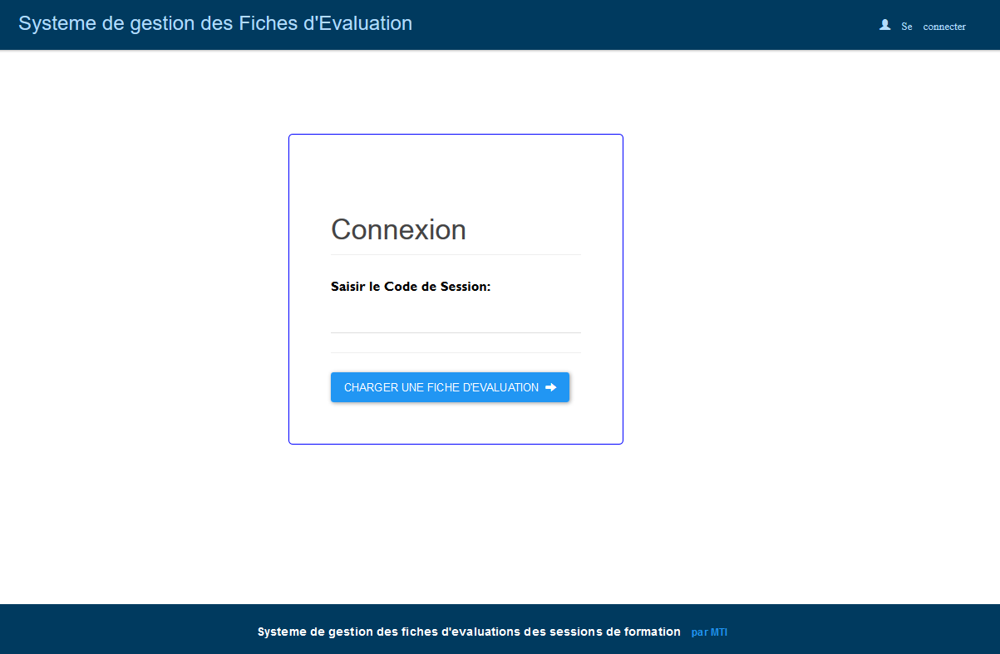 Systeme de gestion des Fiches d'Evaluation
Se connecter
Connexion
Saisir le Code de Session:
CHARGER UNE FICHE D'EVALUATION
Systeme de gestion des fiches d'evaluations des sessions de formation par MTI